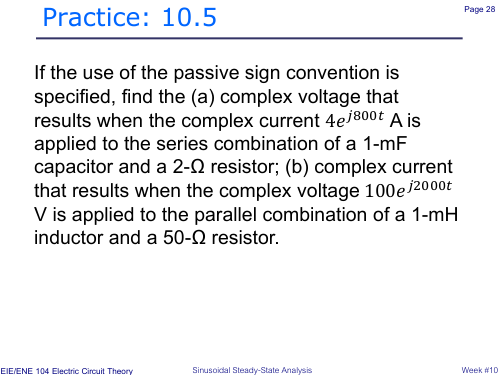 Practice: 10.5
Page 28
If the use of the passive sign convention is
specified, find the (a) complex voltage that
results when the complex current 4e^{j800t} A is
applied to the series combination of a 1-mF
capacitor and a 2-Ω resistor; (b) complex current
that results when the complex voltage 100e^{j2000t}
V is applied to the parallel combination of a 1-mH
inductor and a 50-Ω resistor.
EIE/ENE 104 Electric Circuit Theory
Sinusoidal Steady-State Analysis
Week #10